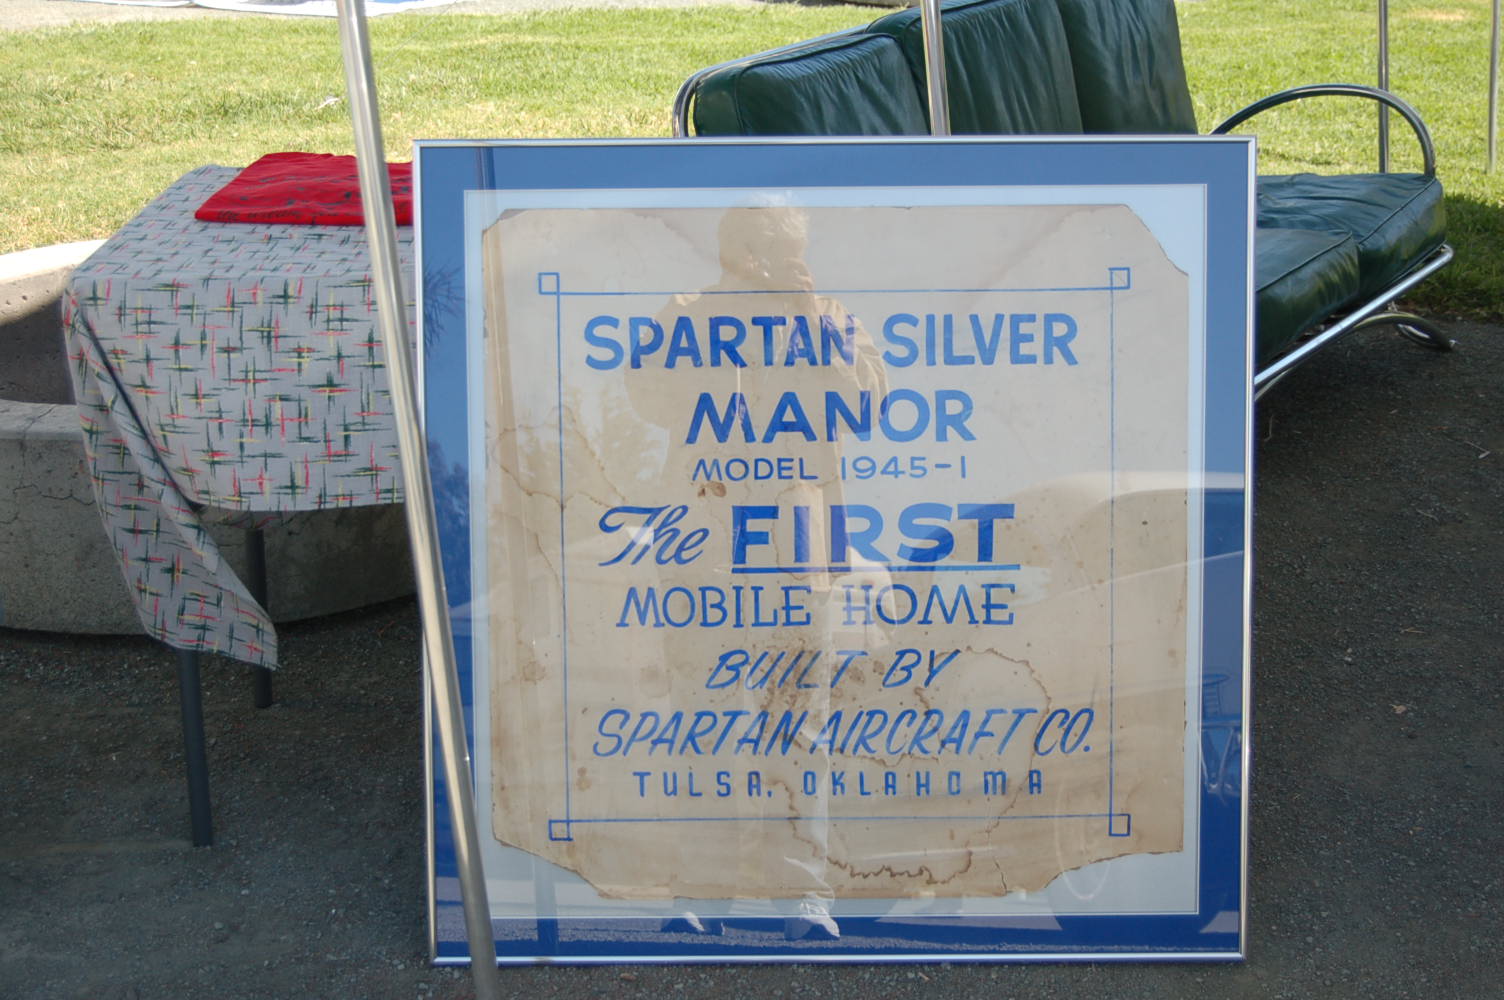 SPARTAN SILVER
MANOR
MODEL 1945-1
The FIRST
MOBILE HOME
BUILT BY
SPARTAN AIRCRAFT CO.
TULSA, OKLAHOMA